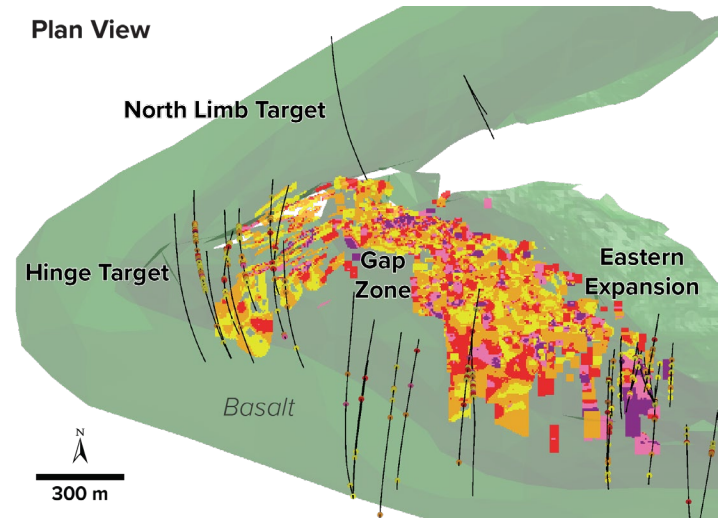 Plan View
North Limb Target
Hinge Target
Gap
Zone
Eastern
Expansion
Basalt
N
300 m